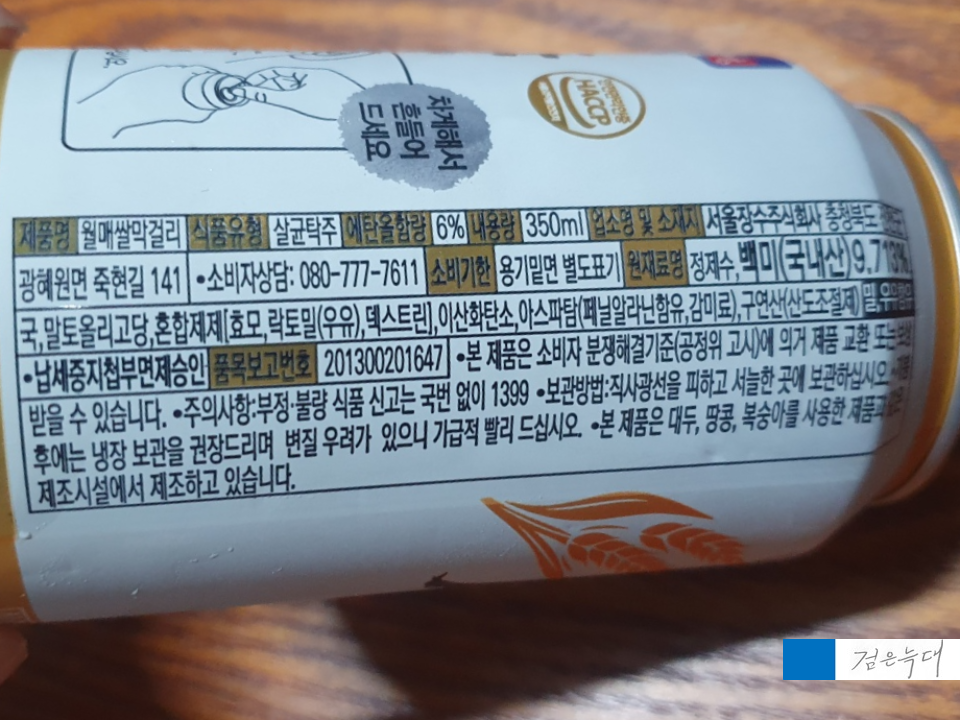 차게해서
흔들어
드세요
HACCP
제품명 월매쌀막걸리 식품유형 살균탁주 에탄올함량 6% 내용량 350ml 업소명 및 소재지 서울장수주식회사 충청북도
광혜원면 죽현길 141 •소비자상담: 080-777-7611 소비기한 용기밑면 별도표기 원재료명 정제수, 백미(국내산)9.713%,
국, 말토올리고당, 혼합제제[효모, 락토밀(우유), 덱스트린], 이산화탄소, 아스파탐(페닐알라닌함유, 감미료), 구연산(산도조절제) 밀, 우유함유
•납세증지첩부면제승인 품목보고번호 201300201647 •본 제품은 소비자 분쟁해결기준(공정위 고시)에 의거 제품 교환 또는
받을 수 있습니다. •주의사항:부정·불량 식품 신고는 국번 없이 1399 •보관방법:직사광선을 피하고 서늘한 곳에 보관하십시오.
후에는 냉장 보관을 권장드리며 변질 우려가 있으니 가급적 빨리 드십시오. •본 제품은 대두, 땅콩, 복숭아를 사용한 제품과
제조시설에서 제조하고 있습니다.
검은늑대